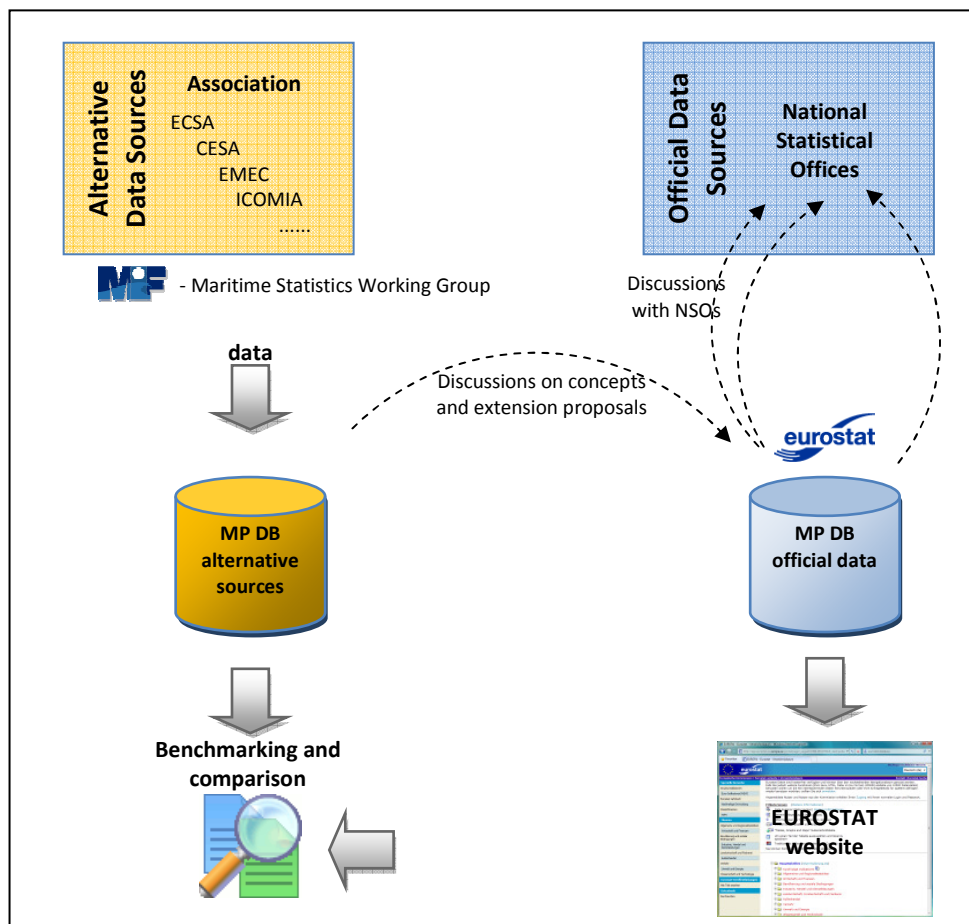 Alternative
Data Sources
Association
ECSA
CESA
EMEC
ICOMIA
......
Official Data
Sources
National
Statistical
Offices
MIF - Maritime Statistics Working Group
Discussions
with NSOs
data
Discussions on concepts
and extension proposals
eurostat
MP DB
alternative
sources
MP DB
official data
Benchmarking and
comparison
eurostat
EUROSTAT
website